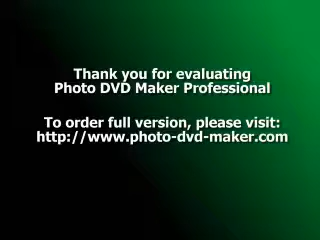 Thank you for evaluating
Photo DVD Maker Professional
To order full version, please visit:
http://www.photo-dvd-maker.com